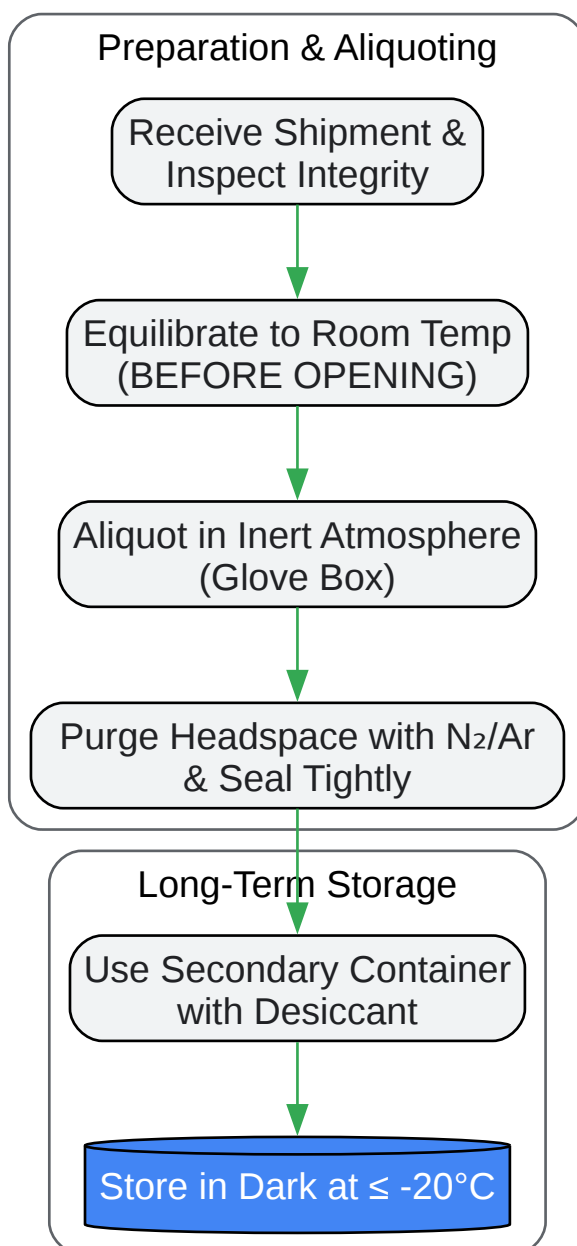 Preparation & Aliquoting
Receive Shipment &
Inspect Integrity
Equilibrate to Room Temp
(BEFORE OPENING)
Aliquot in Inert Atmosphere
(Glove Box)
Purge Headspace with N₂/Ar
& Seal Tightly
Long-Term Storage
Use Secondary Container
with Desiccant
Store in Dark at ≤ -20°C